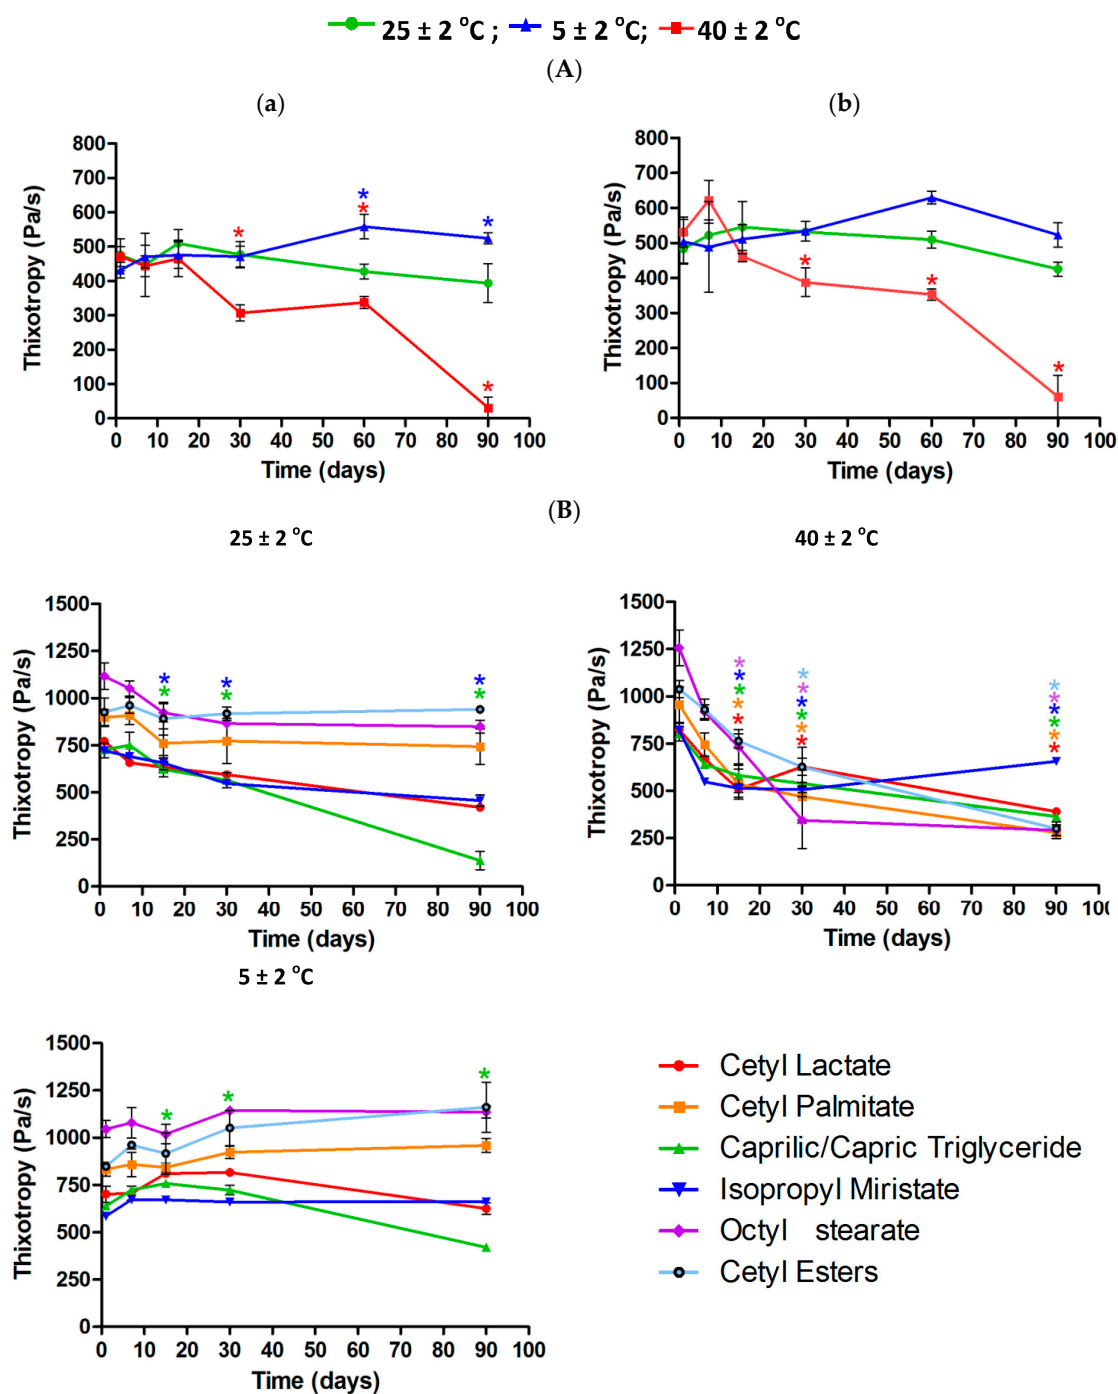 25 ± 2 °C ; 5 ± 2 °C; 40 ± 2 °C
(A)
(a) (b)
Thixotropy (Pa/s)
800
700
600
500
400
300
200
100
0
0 10 20 30 40 50 60 70 80 90 100
Time (days)
* * * * *
Thixotropy (Pa/s)
800
700
600
500
400
300
200
100
0
0 10 20 30 40 50 60 70 80 90 100
Time (days)
* * *
(B)
25 ± 2 °C
Thixotropy (Pa/s)
1500
1250
1000
750
500
250
0
0 10 20 30 40 50 60 70 80 90 100
Time (days)
* * * * * *
40 ± 2 °C
Thixotropy (Pa/s)
1500
1250
1000
750
500
250
0
0 10 20 30 40 50 60 70 80 90 100
Time (days)
* * * * * * * * * * * * * * * * *
5 ± 2 °C
Thixotropy (Pa/s)
1500
1250
1000
750
500
250
0
0 10 20 30 40 50 60 70 80 90 100
Time (days)
* * *
Cetyl Lactate
Cetyl Palmitate
Caprilic/Capric Triglyceride
Isopropyl Miristate
Octyl stearate
Cetyl Esters